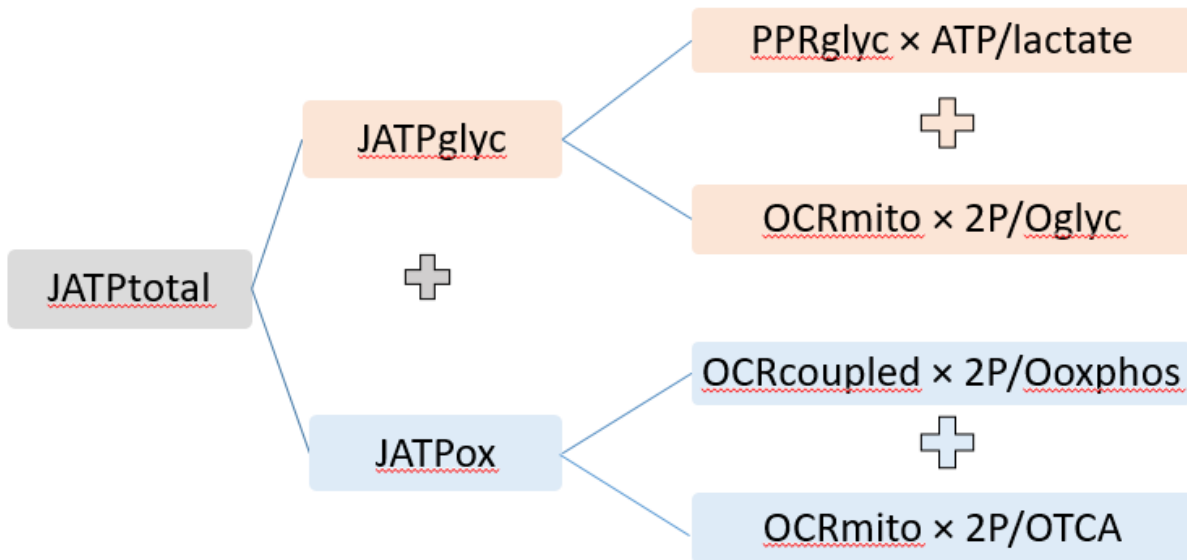 PPRglyc × ATP/lactate
JATPglyc
OCRmito × 2P/Oglyc
JATPtotal
OCRcoupled × 2P/Ooxphos
JATPox
OCRmito × 2P/OTCA